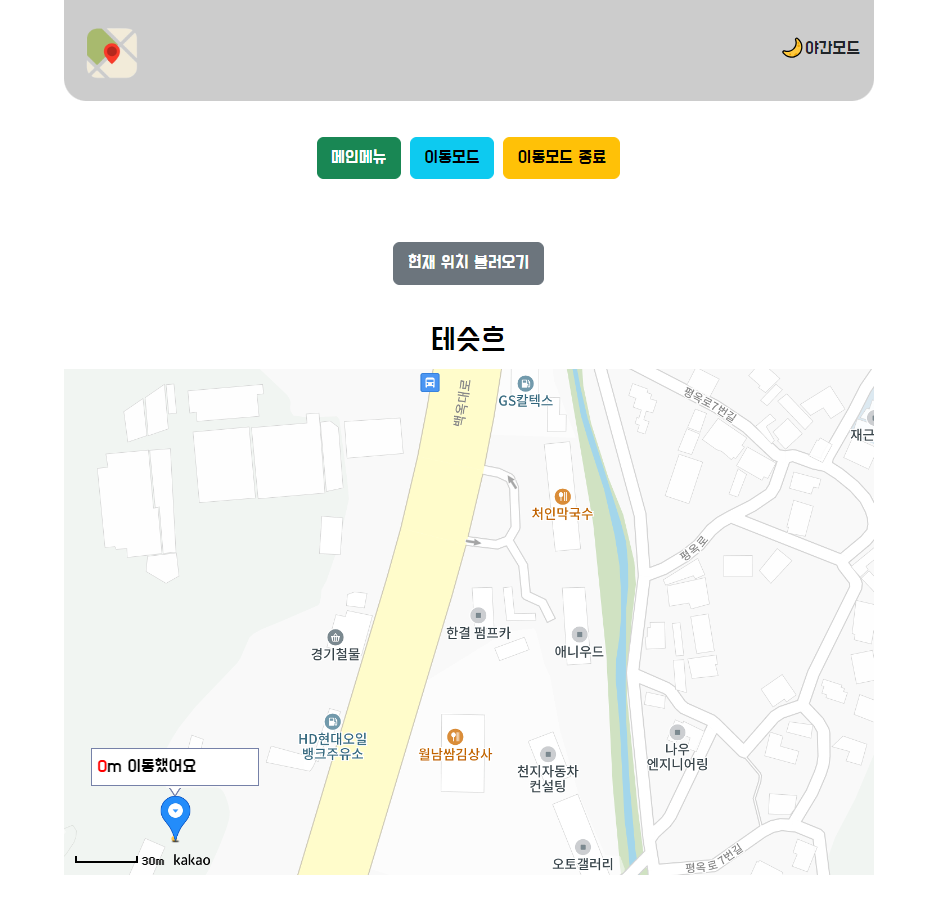 야간모드
메인메뉴
이동모드
이동모드 종료
현재 위치 불러오기
테슷흐
백옥대로
GS칼텍스
평옥로7번길
재근
처인막국수
평옥로
한결 펌프카
애니우드
경기철물
HD현대오일
뱅크주유소
월남쌈김상사
나우
엔지니어링
천지자동차
컨설팅
0m 이동했어요
오토갤러리
평옥로7번길
30m
kakao